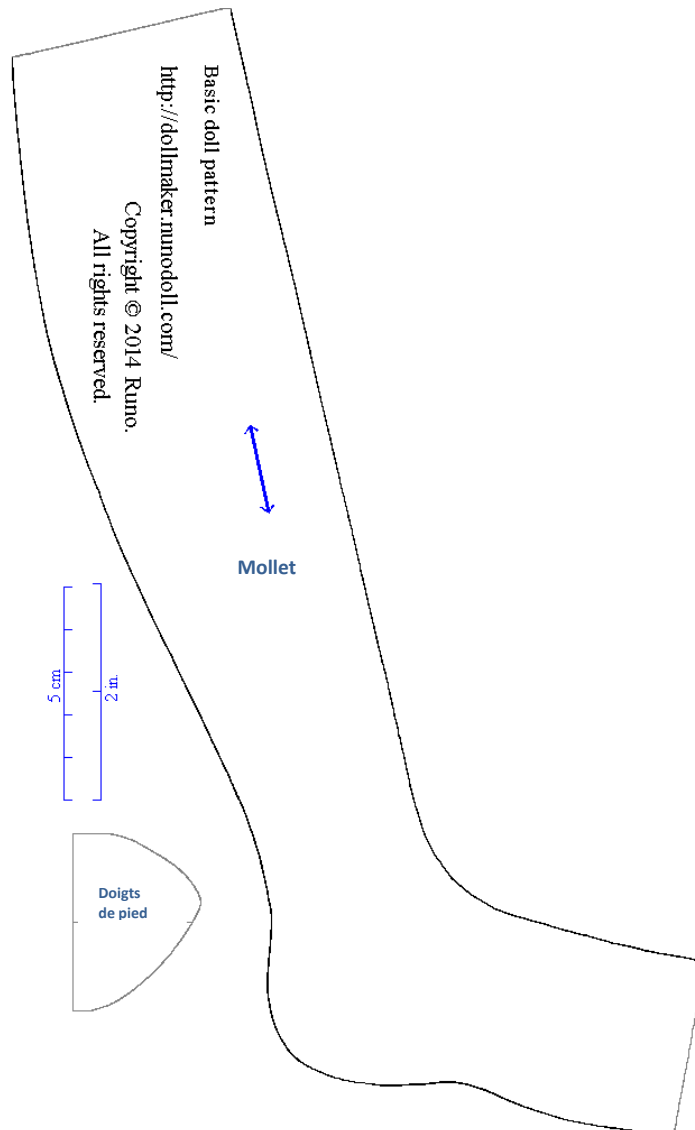 Basic doll pattern
http://dollmaker.nunodoll.com/
Copyright © 2014 Runo.
All rights reserved.
Mollet
2 in.
5 cm
Doigts
de pied